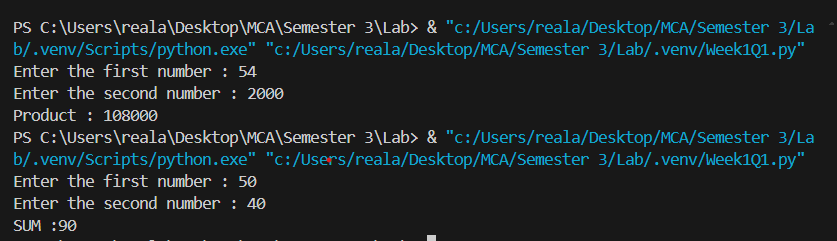 PS C:\Users\reala\Desktop\MCA\Semester 3\Lab> & "c:/Users/reala/Desktop/MCA/Semester 3/La
b/.venv/Scripts/python.exe" "c:/Users/reala/Desktop/MCA/Semester 3/Lab/.venv/Week1Q1.py"
Enter the first number : 54
Enter the second number : 2000
Product : 108000
PS C:\Users\reala\Desktop\MCA\Semester 3\Lab> & "c:/Users/reala/Desktop/MCA/Semester 3/La
b/.venv/Scripts/python.exe" "c:/Users/reala/Desktop/MCA/Semester 3/Lab/.venv/Week1Q1.py"
Enter the first number : 50
Enter the second number : 40
SUM :90